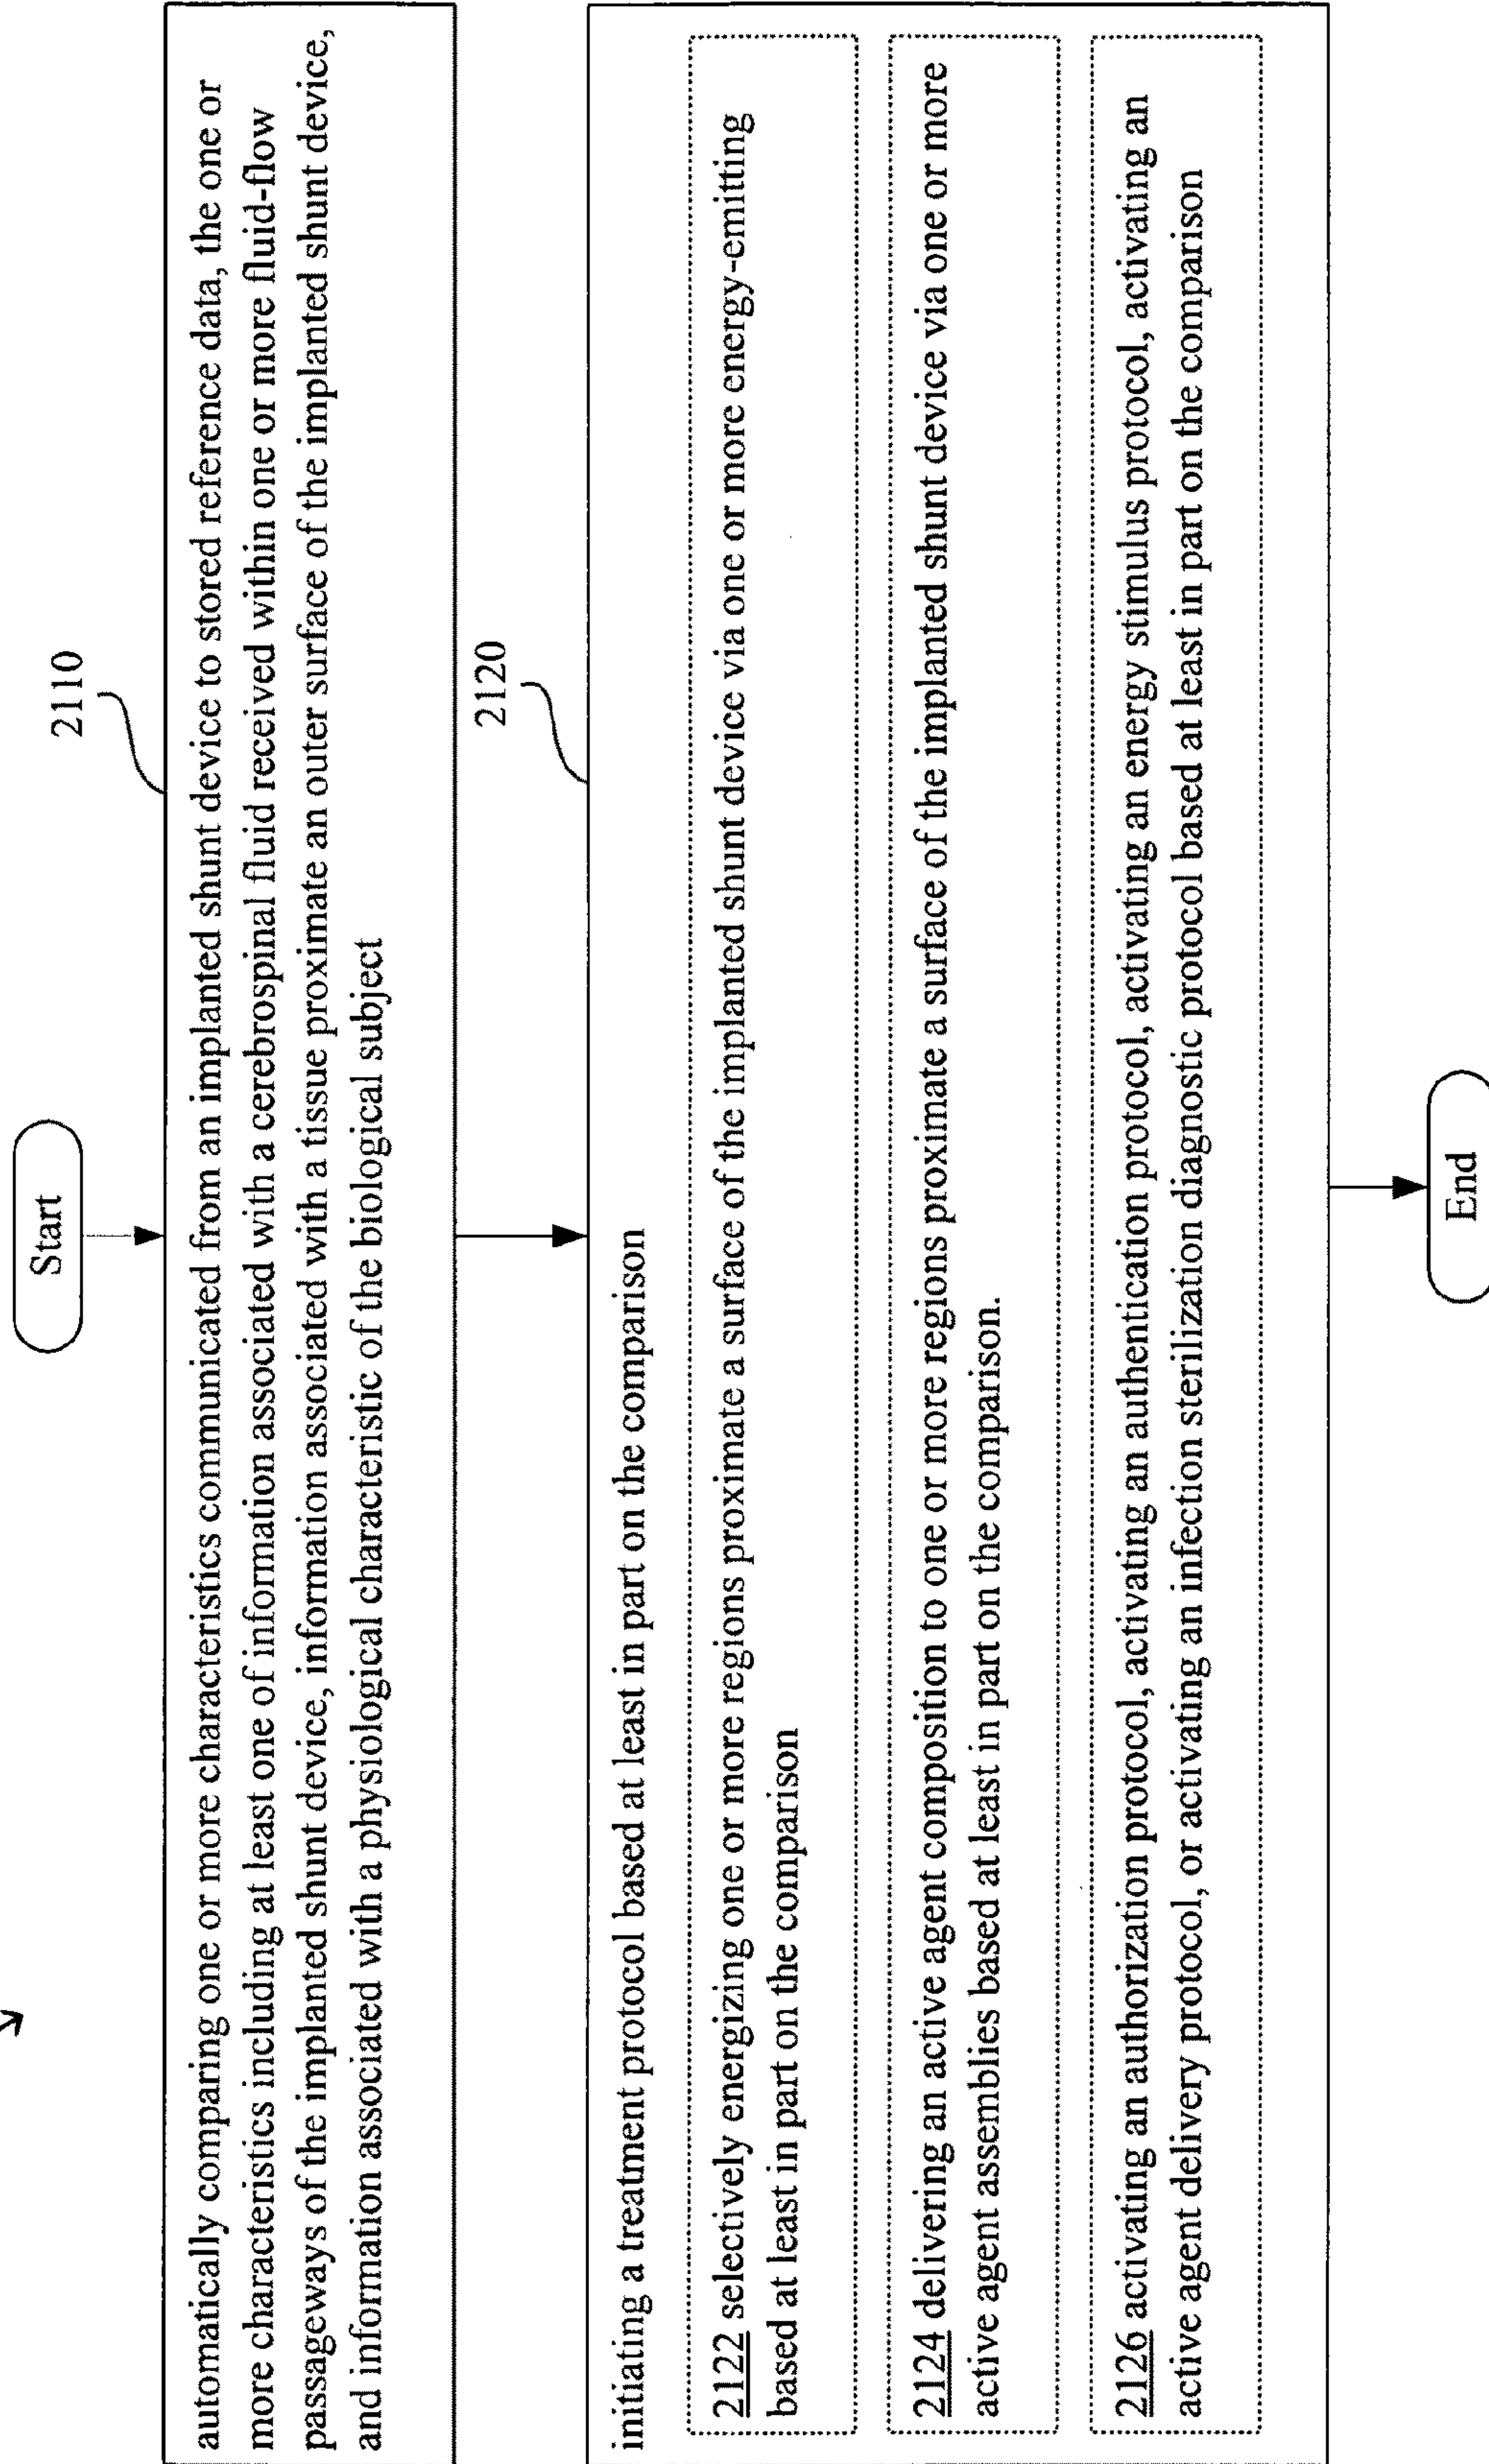 Start
2110
automatically comparing one or more characteristics communicated from an implanted shunt device to stored reference data, the one or
more characteristics including at least one of information associated with a cerebrospinal fluid received within one or more fluid-flow
passageways of the implanted shunt device, information associated with a tissue proximate an outer surface of the implanted shunt device,
and information associated with a physiological characteristic of the biological subject
2120
initiating a treatment protocol based at least in part on the comparison
2122 selectively energizing one or more regions proximate a surface of the implanted shunt device via one or more energy-emitting
based at least in part on the comparison
2124 delivering an active agent composition to one or more regions proximate a surface of the implanted shunt device via one or more
active agent assemblies based at least in part on the comparison.
2126 activating an authorization protocol, activating an authentication protocol, activating an energy stimulus protocol, activating an
active agent delivery protocol, or activating an infection sterilization diagnostic protocol based at least in part on the comparison
End